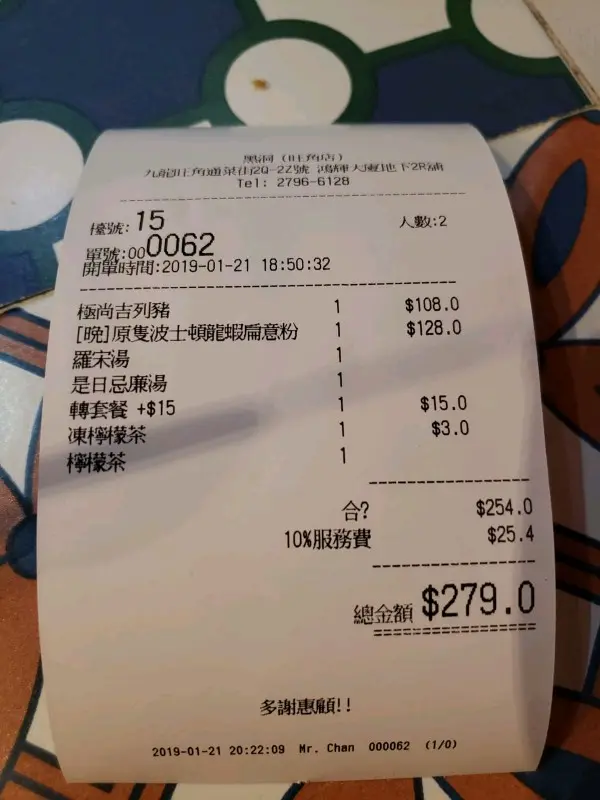 黑洞 (旺角店)
九龍旺角通菜街2Q-2Z號 鴻輝大廈地下2R舖
Tel: 2796-6128
檯號: 15
人數:2
單號:000062
開單時間:2019-01-21 18:50:32
極尚吉列豬 1 $108.0
[晚]原隻波士頓龍蝦扁意粉 1 $128.0
羅宋湯 1
是日忌廉湯 1
轉套餐 +$15 1 $15.0
凍檸檬茶 1 $3.0
檸檬茶 1
合? $254.0
10%服務費 $25.4
總金額 $279.0
多謝惠顧!!
2019-01-21 20:22:09 Mr. Chan 000062 (1/0)